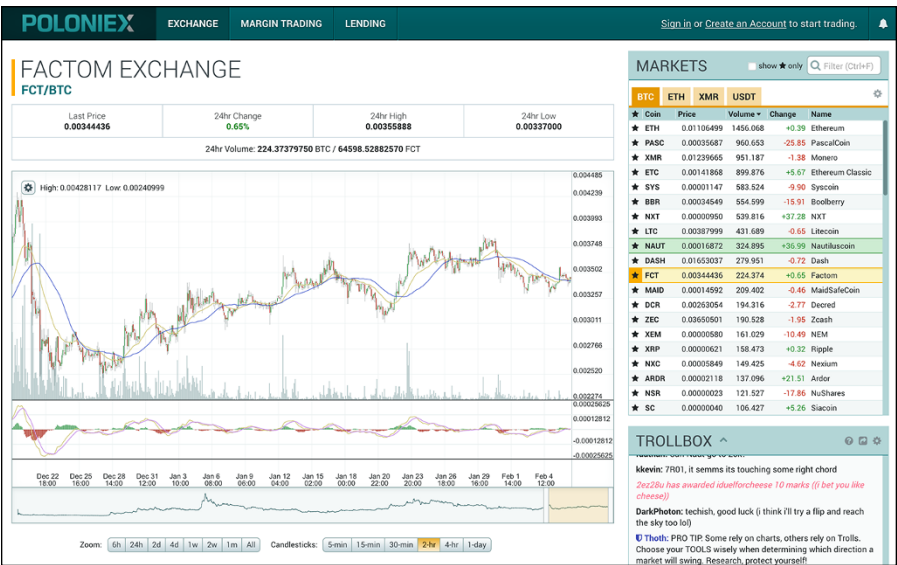 POLONIEX EXCHANGE MARGIN TRADING LENDING Sign in or Create an Account to start trading.
FACTOM EXCHANGE
FCT/BTC
Last Price 24hr Change 24hr High 24hr Low
0.00344436 0.65% 0.00355888 0.00337000
24hr Volume: 224.37379750 BTC / 64598.52882570 FCT
High: 0.00428117 Low: 0.00240999
0.004485
0.004239
0.003993
0.003748
0.003502
0.003257
0.003011
0.002766
0.002520
0.002274
0.00025625
0.00012812
-0.00012812
-0.00025625
Dec 22 Dec 25 Dec 28 Dec 31 Jan 3 Jan 6 Jan 9 Jan 12 Jan 15 Jan 20 Jan 23 Jan 26 Jan 29 Feb 1 Feb 4
18:00 16:00 14:00 12:00 10:00 08:00 06:00 04:00 02:00 22:00 20:00 18:00 16:00 14:00 12:00
Zoom: 6h 24h 2d 4d 1w 2w 1m All Candlesticks: 5-min 15-min 30-min 2-hr 4-hr 1-day
MARKETS show ★ only Filter (Ctrl+F)
BTC ETH XMR USDT
★ Coin Price Volume Change Name
★ ETH 0.01106499 1456.068 +0.39 Ethereum
★ PASC 0.00035687 960.653 -25.85 PascalCoin
★ XMR 0.01239665 951.187 -1.38 Monero
★ ETC 0.00141868 899.876 +5.67 Ethereum Classic
★ SYS 0.00001147 583.524 -9.90 Syscoin
★ BBR 0.00034549 554.599 -15.91 Boolberry
★ NXT 0.00000950 539.816 +37.28 NXT
★ LTC 0.00387999 431.689 -0.65 Litecoin
★ NAUT 0.00016872 324.895 +36.99 Nautiluscoin
★ DASH 0.01653037 279.951 -0.72 Dash
★ FCT 0.00344436 224.374 +0.65 Factom
★ MAID 0.00014592 209.402 -0.46 MaidSafeCoin
★ DCR 0.00263054 194.316 -2.77 Decred
★ ZEC 0.03650501 190.528 -1.95 Zcash
★ XEM 0.00000580 161.029 -10.49 NEM
★ XRP 0.00000621 158.473 +0.32 Ripple
★ NXC 0.00005849 149.425 -4.62 Nexium
★ ARDR 0.00002118 137.096 +21.51 Ardor
★ NSR 0.00000023 121.527 -17.86 NuShares
★ SC 0.00000040 106.427 +5.26 Siacoin
TROLLBOX
kkevin: 7R01, it semms its touching some right chord
2ez28u has awarded iduelforcheese 10 marks ((i bet you like
cheese))
DarkPhoton: techish, good luck (i think i'll try a flip and reach
the sky too lol)
Thoth: PRO TIP. Some rely on charts, others rely on Trolls.
Choose your TOOLS wisely when determining which direction a
market will swing. Research, protect yourself!